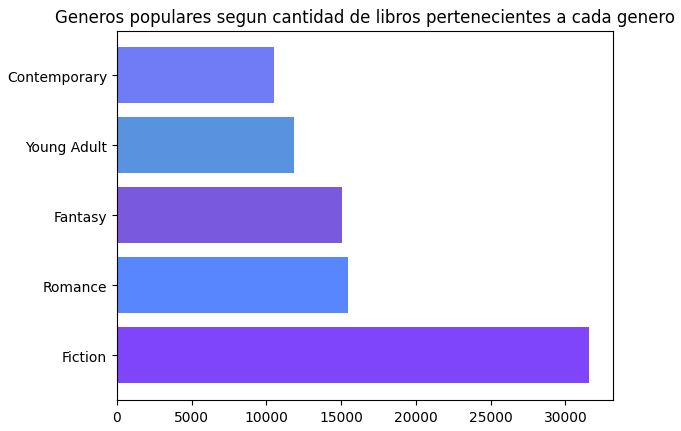 Generos populares segun cantidad de libros pertenecientes a cada genero
Contemporary
Young Adult
Fantasy
Romance
Fiction
0 5000 10000 15000 20000 25000 30000